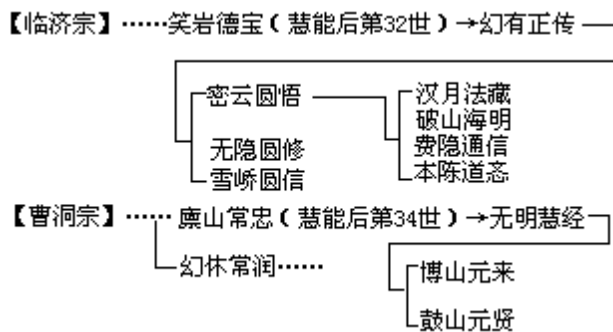 【临济宗】……笑岩德宝（慧能后第32世）→幻有正传
密云圆悟
汉月法藏
破山海明
无隐圆修
费隐通信
雪峤圆信
本陈道忞
【曹洞宗】……廪山常忠（慧能后第34世）→无明慧经
幻休常润……
博山元来
鼓山元贤